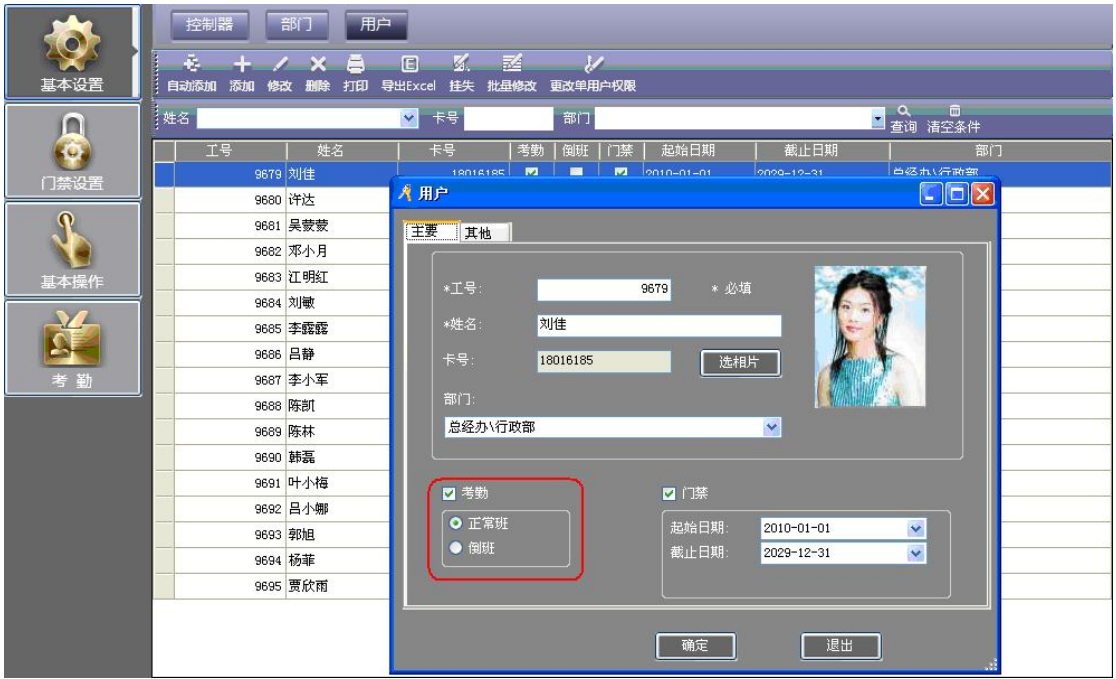 控制器 部门 用户
基本设置
自动添加 添加 修改 删除 打印 导出Excel 挂失 批量修改 更改单用户权限
姓名 卡号 部门 查询 清空条件
工号 姓名 卡号 考勤 倒班 门禁 起始日期 截止日期 部门
9679 刘佳 18016185 2010-01-01 2029-12-31 总经办\行政部
9680 许达
9681 吴蒙蒙
9682 邓小月
9683 江明红
9684 刘敏
9685 李露露
9686 吕静
9687 李小军
9688 陈凯
9689 陈林
9690 韩磊
9691 叶小梅
9692 吕小娜
9693 郭旭
9694 杨菲
9695 贾欣雨
门禁设置
基本操作
考 勤
用户
主要 其他
*工号: 9679 * 必填
*姓名: 刘佳
卡号: 18016185 选相片
部门:
总经办\行政部
考勤
正常班
倒班
门禁
起始日期: 2010-01-01
截止日期: 2029-12-31
确定 退出